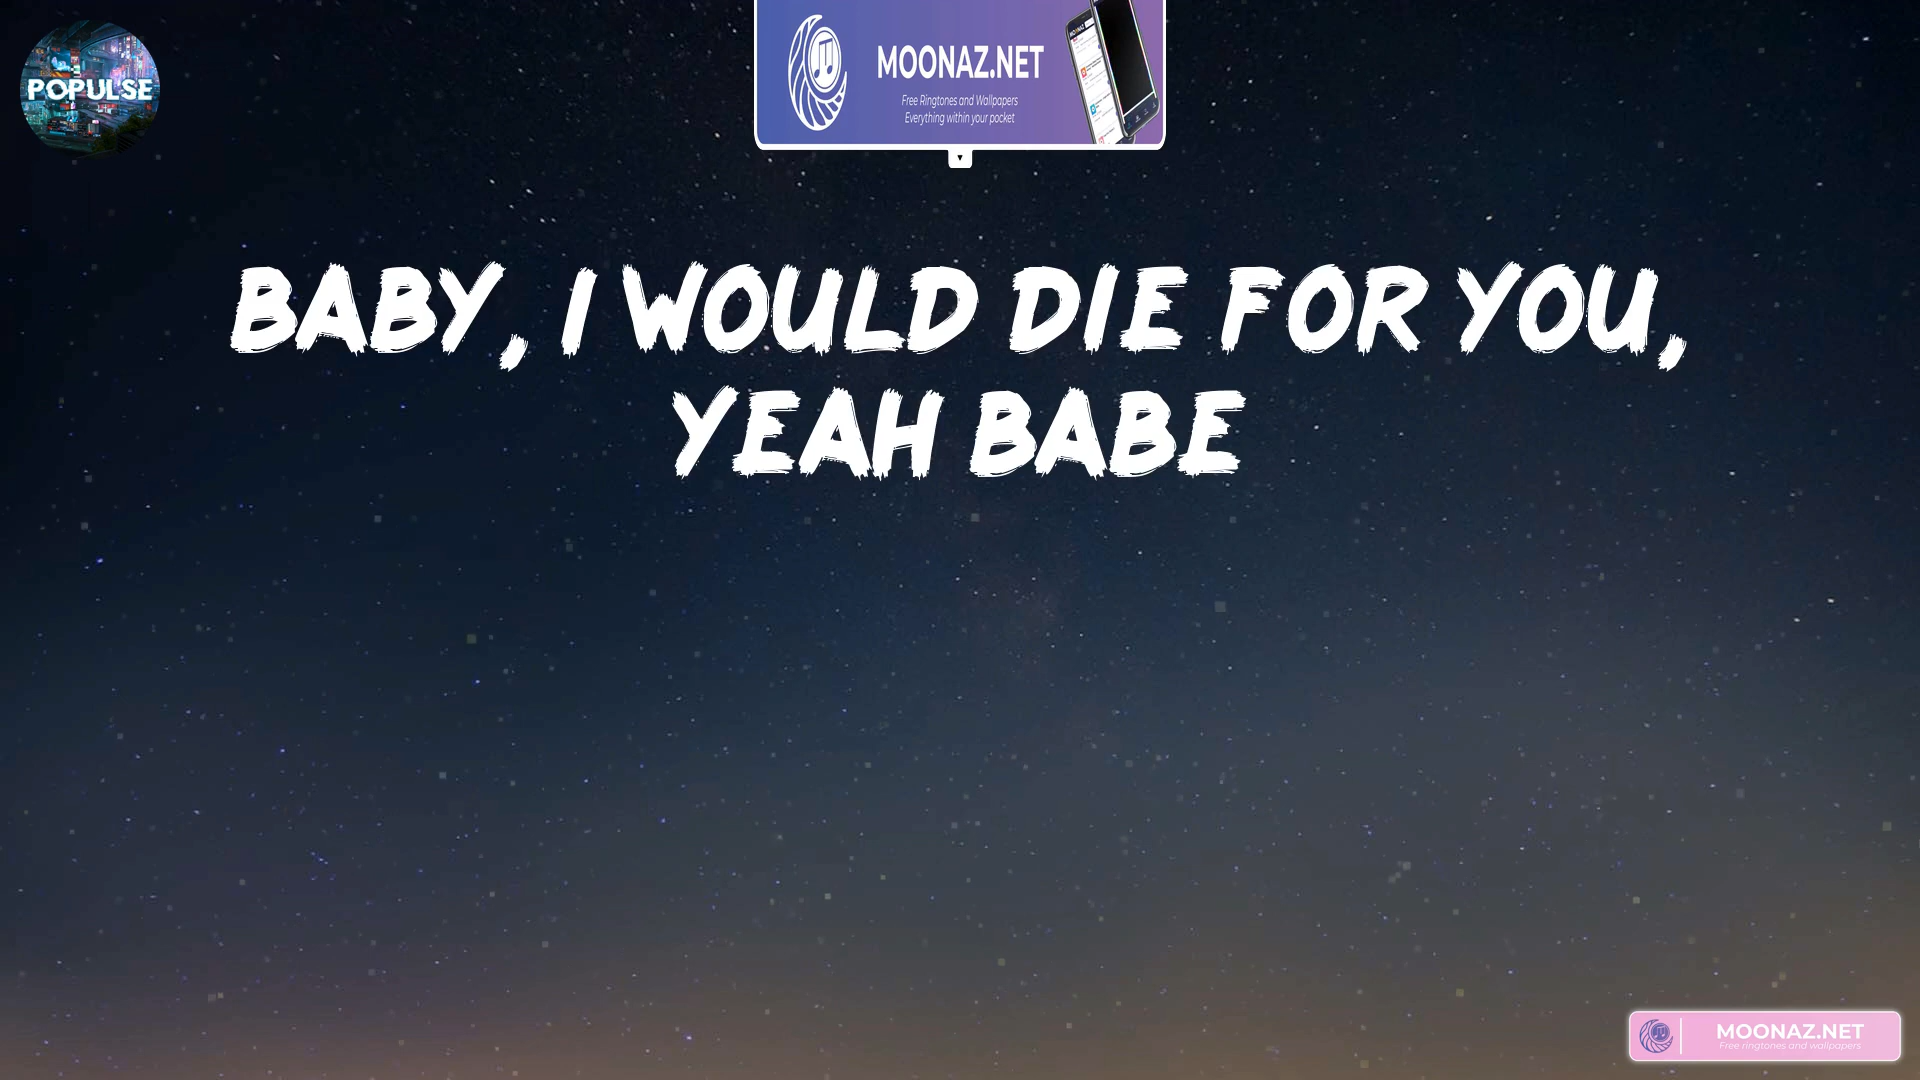 POPULSE
MOONAZ.NET
Free Ringtones and Wallpapers
Everything within your pocket
BABY, I WOULD DIE FOR YOU,
YEAH BABE
MOONAZ.NET
Free ringtones and wallpapers